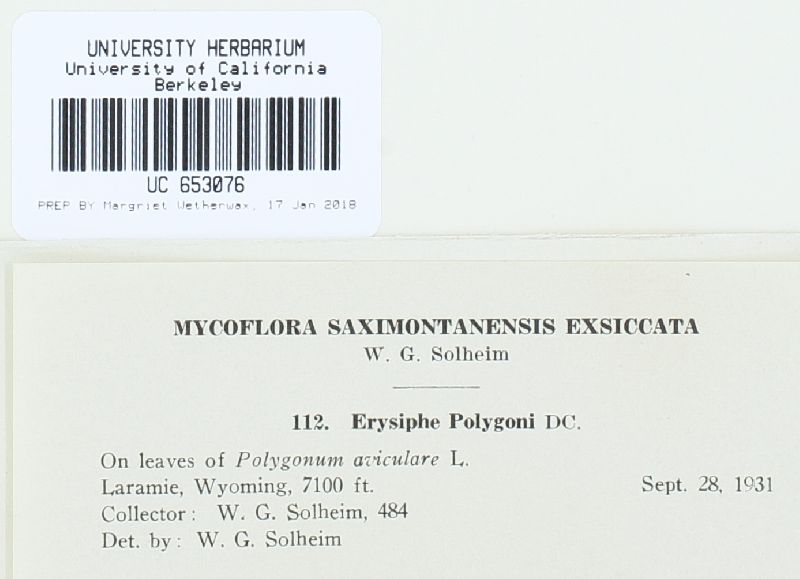 UNIVERSITY HERBARIUM
University of California
Berkeley
UC 653076
PREP BY Margriet Wetherwax, 17 Jan 2018
MYCOFLORA SAXIMONTANENSIS EXSICCATA
W. G. Solheim
112. Erysiphe Polygoni DC.
On leaves of Polygonum aviculare L.
Laramie, Wyoming, 7100 ft. Sept. 28, 1931
Collector: W. G. Solheim, 484
Det. by: W. G. Solheim